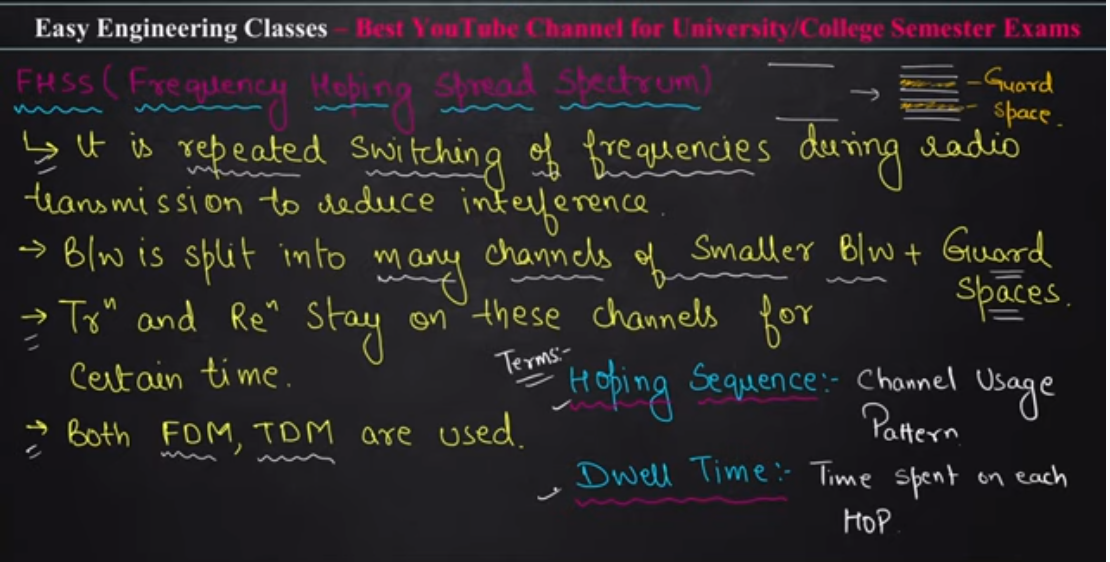 Easy Engineering Classes – Best YouTube Channel for University/College Semester Exams
FHSS (Frequency Hoping Spread Spectrum)
→ Guard
space.
↳ It is repeated switching of frequencies during radio
transmission to reduce interference.
→ B/w is split into many channels of smaller B/w + Guard
spaces.
→ Trⁿ and Reⁿ stay on these channels for
certain time.
→ Both FDM, TDM are used.
Terms:-
Hoping Sequence:- Channel Usage
Pattern
Dwell Time:- Time spent on each
HOP.